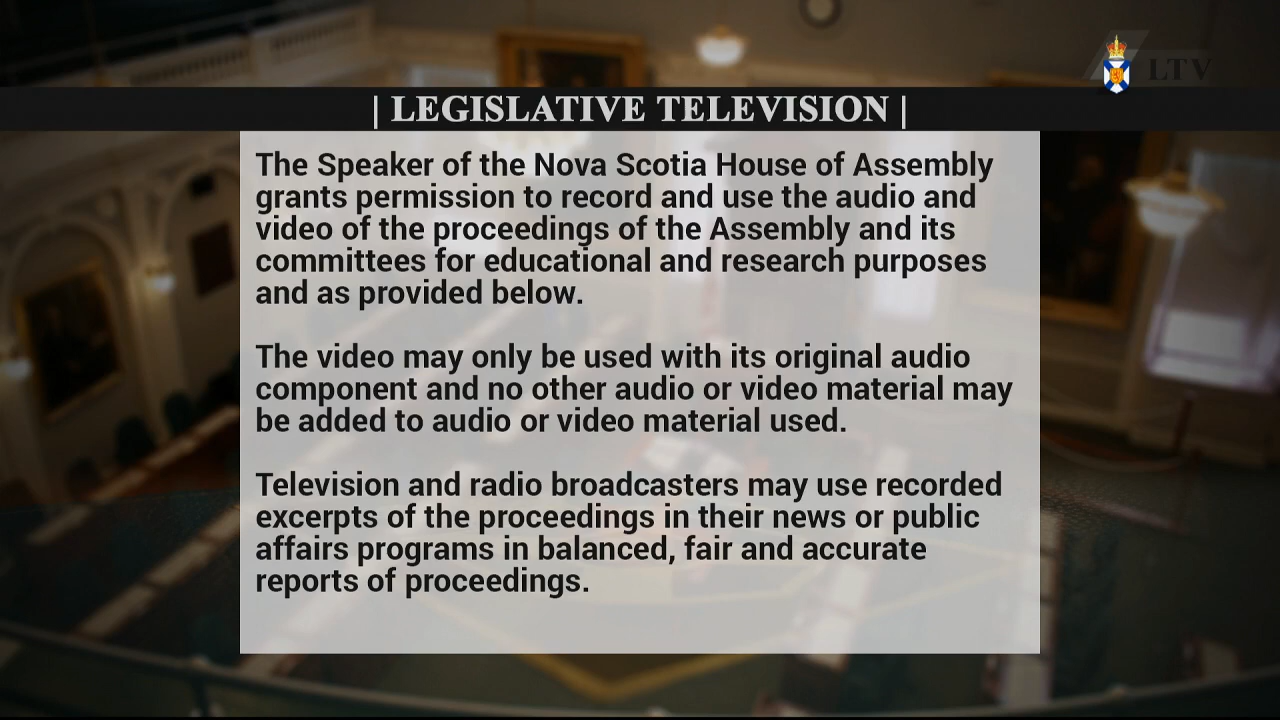 LTV
| LEGISLATIVE TELEVISION |
The Speaker of the Nova Scotia House of Assembly
grants permission to record and use the audio and
video of the proceedings of the Assembly and its
committees for educational and research purposes
and as provided below.
The video may only be used with its original audio
component and no other audio or video material may
be added to audio or video material used.
Television and radio broadcasters may use recorded
excerpts of the proceedings in their news or public
affairs programs in balanced, fair and accurate
reports of proceedings.